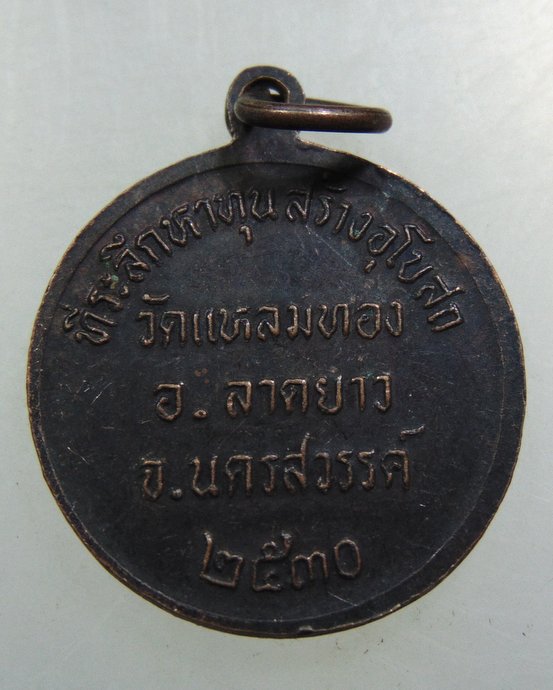 ที่ระลึกหาทุนสร้างอุโบสถ
วัดแหลมทอง
อ.ลาดยาว
จ.นครสวรรค์
๒๕๓๐